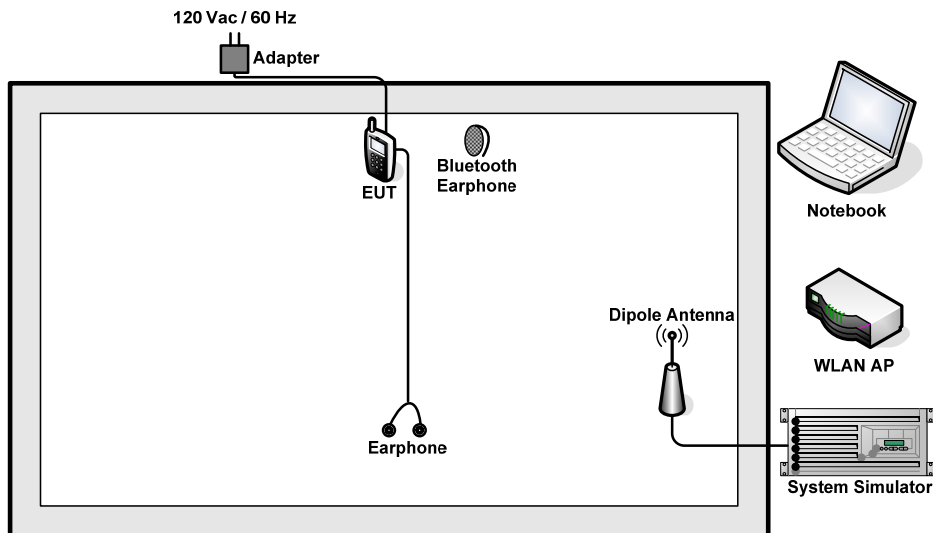 120 Vac / 60 Hz
Adapter
EUT
Bluetooth
Earphone
Notebook
Dipole Antenna
WLAN AP
Earphone
System Simulator